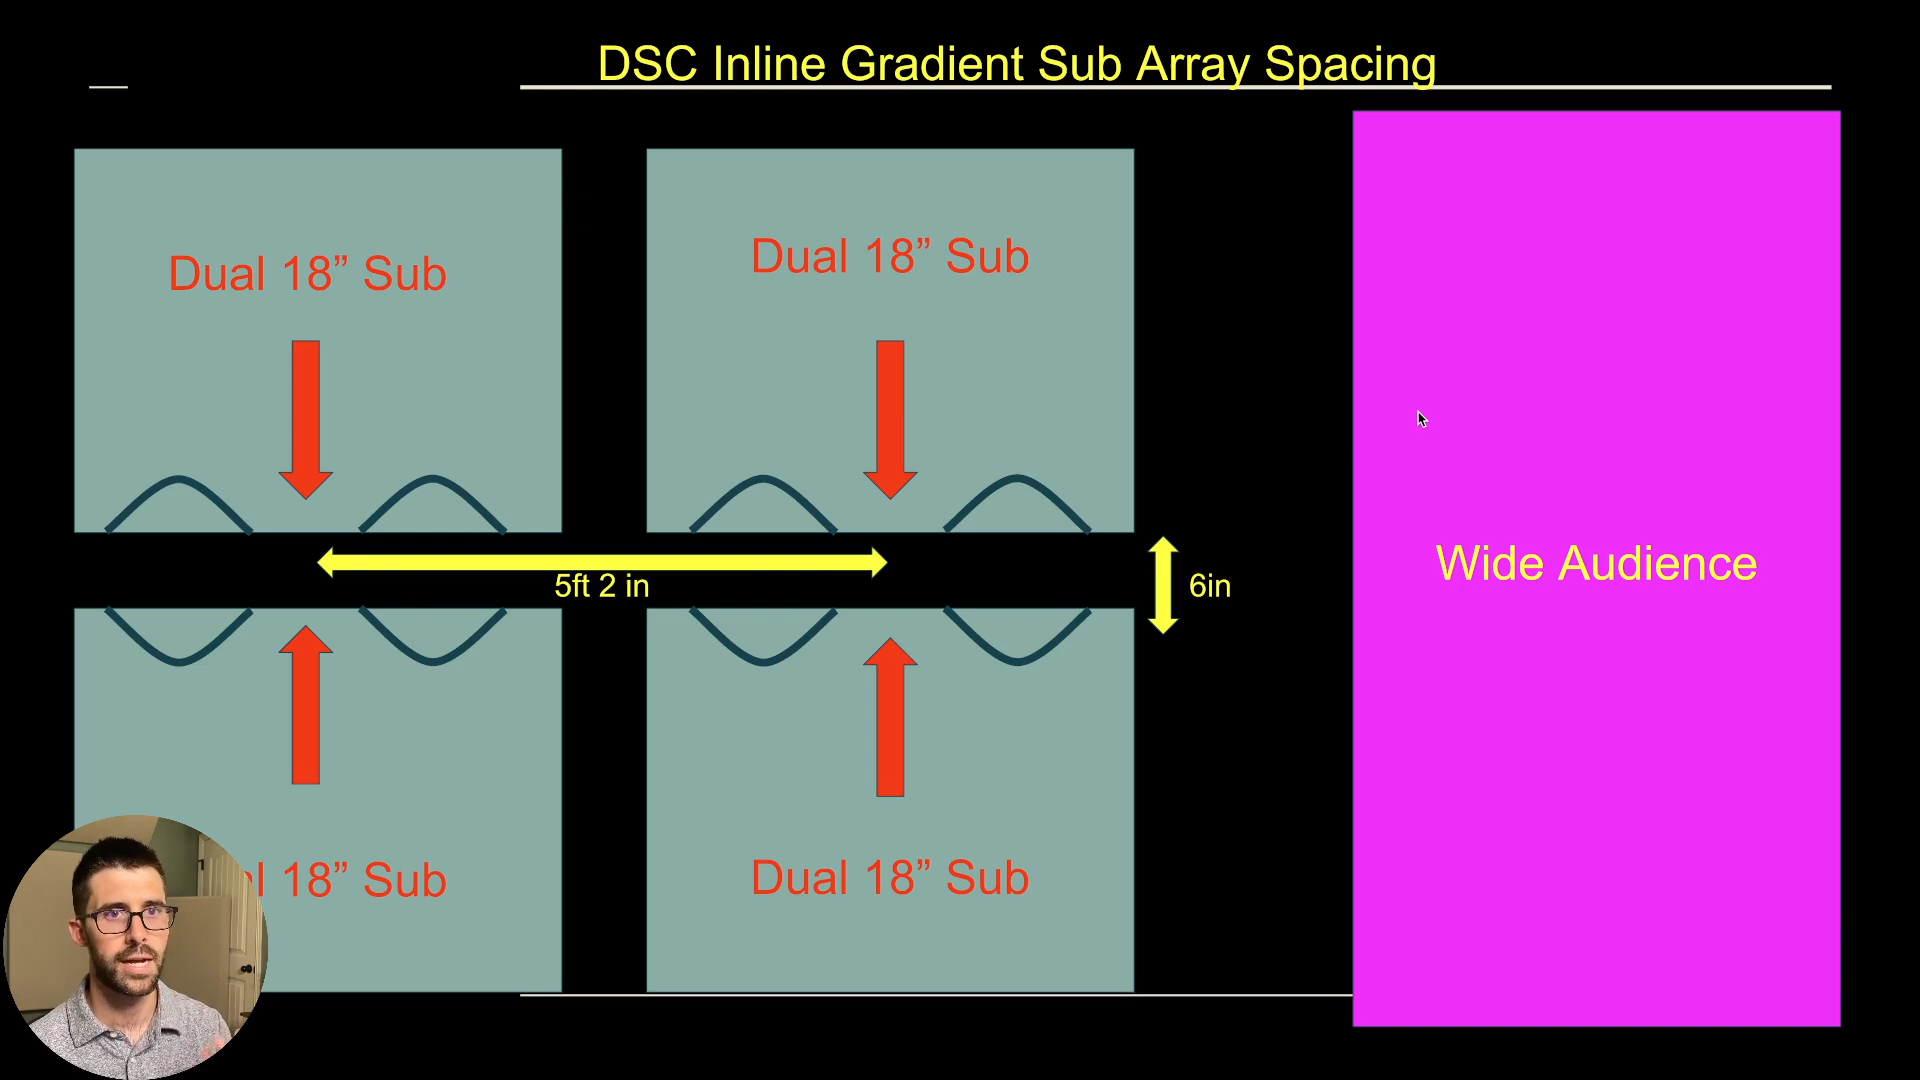 DSC Inline Gradient Sub Array Spacing
Dual 18” Sub
Dual 18” Sub
5ft 2 in
6in
Wide Audience
18” Sub
Dual 18” Sub